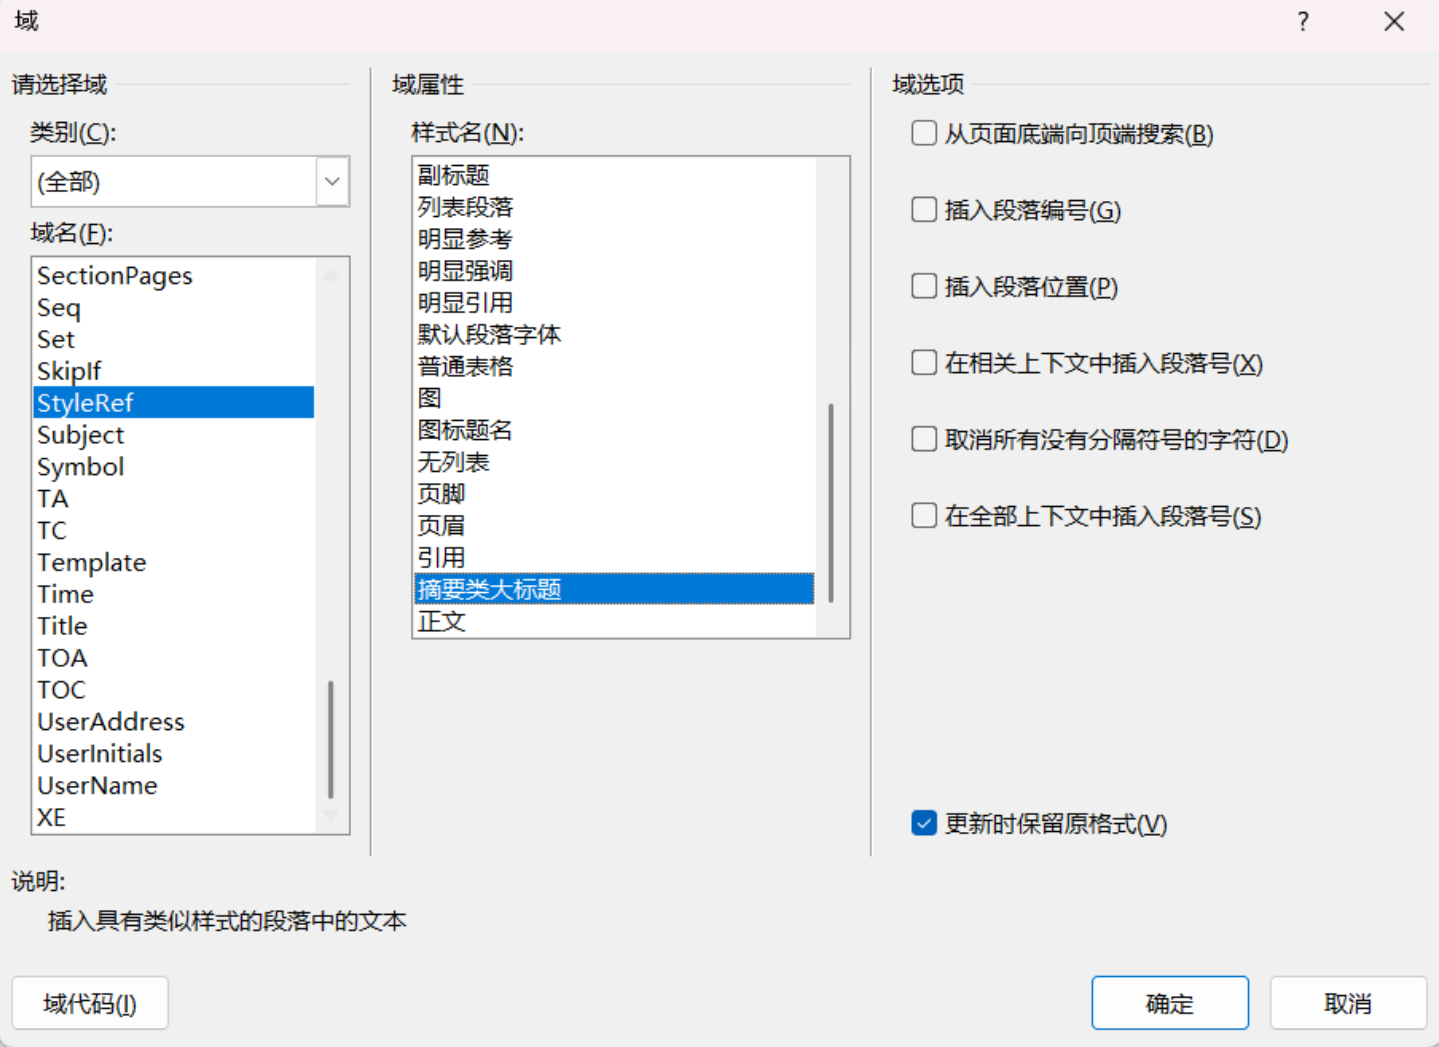 域
请选择域
类别(C):
(全部)
域名(F):
SectionPages
Seq
Set
SkipIf
StyleRef
Subject
Symbol
TA
TC
Template
Time
Title
TOA
TOC
UserAddress
UserInitials
UserName
XE
域属性
样式名(N):
副标题
列表段落
明显参考
明显强调
明显引用
默认段落字体
普通表格
图
图标题名
无列表
页脚
页眉
引用
摘要类大标题
正文
域选项
从页面底端向顶端搜索(B)
插入段落编号(G)
插入段落位置(P)
在相关上下文中插入段落号(X)
取消所有没有分隔符号的字符(D)
在全部上下文中插入段落号(S)
更新时保留原格式(V)
说明:
插入具有类似样式的段落中的文本
域代码(I)
确定
取消